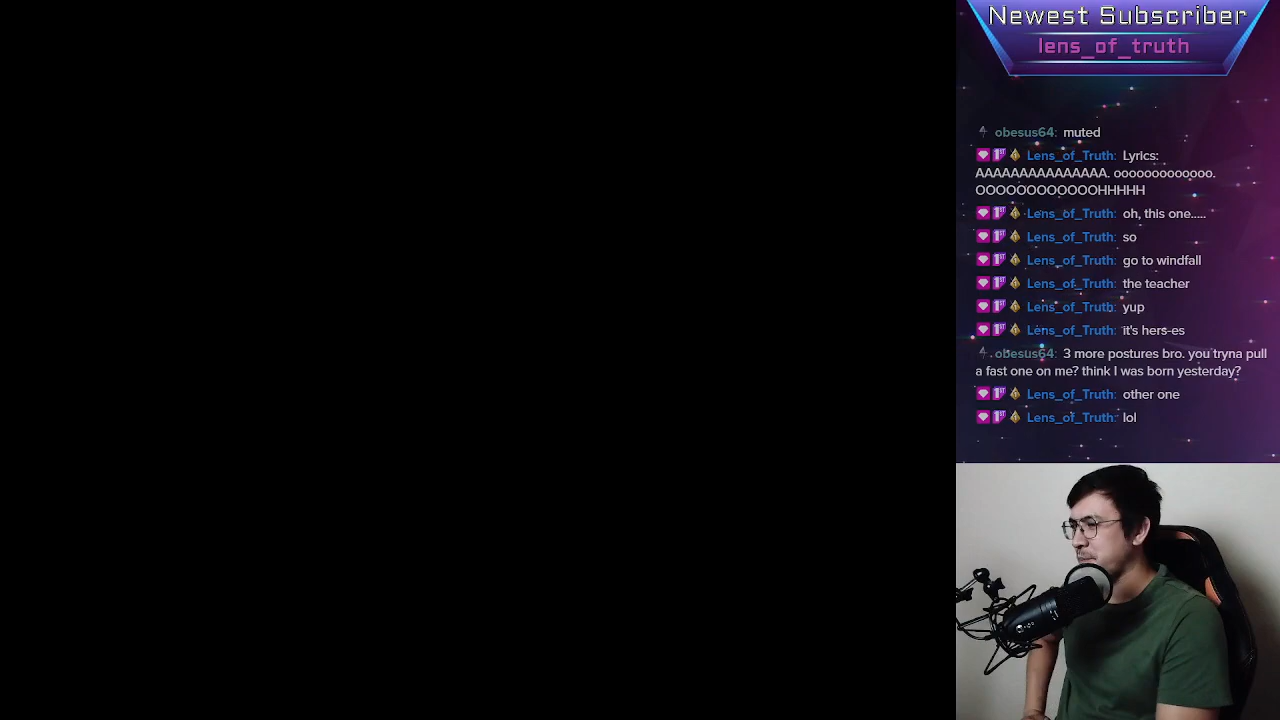 Newest Subscriber
lens_of_truth
obesus64: muted
Lens_of_Truth: Lyrics:
AAAAAAAAAAAAAAA. ooooooooooooo.
OOOOOOOOOOOOHHHHH
Lens_of_Truth: oh, this one.....
Lens_of_Truth: so
Lens_of_Truth: go to windfall
Lens_of_Truth: the teacher
Lens_of_Truth: yup
Lens_of_Truth: it's hers-es
obesus64: 3 more postures bro. you tryna pull
a fast one on me? think I was born yesterday?
Lens_of_Truth: other one
Lens_of_Truth: lol